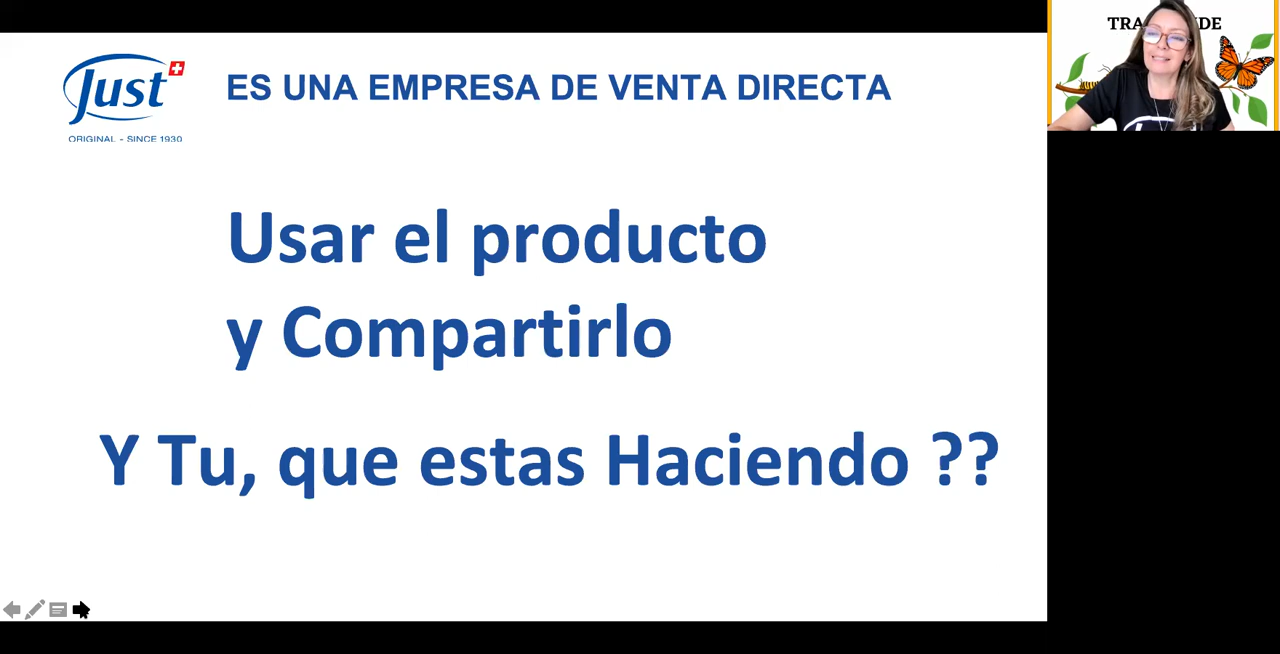 Just
ORIGINAL - SINCE 1930
ES UNA EMPRESA DE VENTA DIRECTA
Usar el producto
y Compartirlo
Y Tu, que estas Haciendo ??